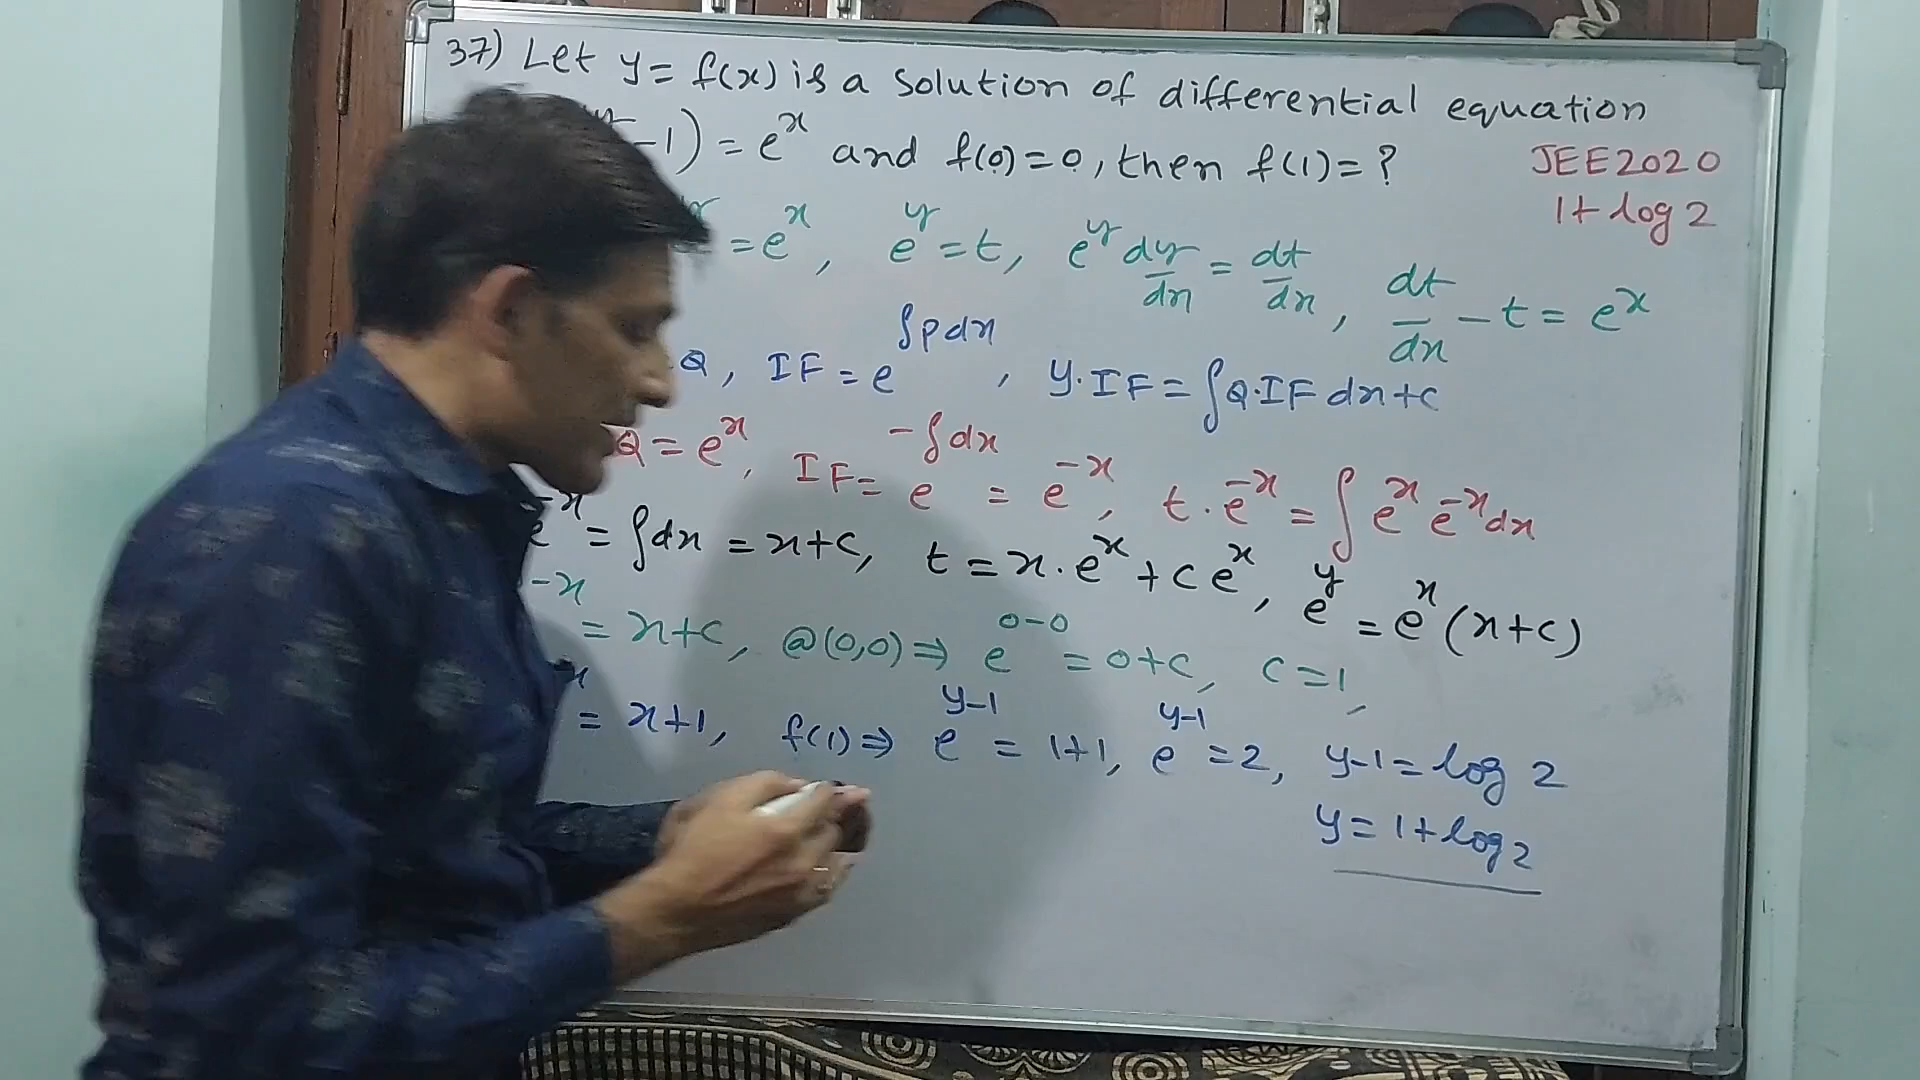 37) Let y = f(x) is a solution of differential equation
-1) = e^x and f(0) = 0, then f(1) = ?
JEE2020
1 + log 2
= e^x, e^y = t, e^y dy/dx = dt/dx, dt/dx - t = e^x
Q, IF = e^∫pdx, y.IF = ∫Q.IF dx + c
Q = e^x, IF = e^-∫dx = e^-x, t.e^-x = ∫e^x e^-x dx
e^-x = ∫dx = x+c, t = x.e^x + c e^x, e^y = e^x (x+c)
-x = x+c, @(0,0) ⇒ e^0-0 = 0+c, c = 1,
x = x+1, f(1) ⇒ e^y-1 = 1+1, e^y-1 = 2, y-1 = log 2
y = 1 + log 2